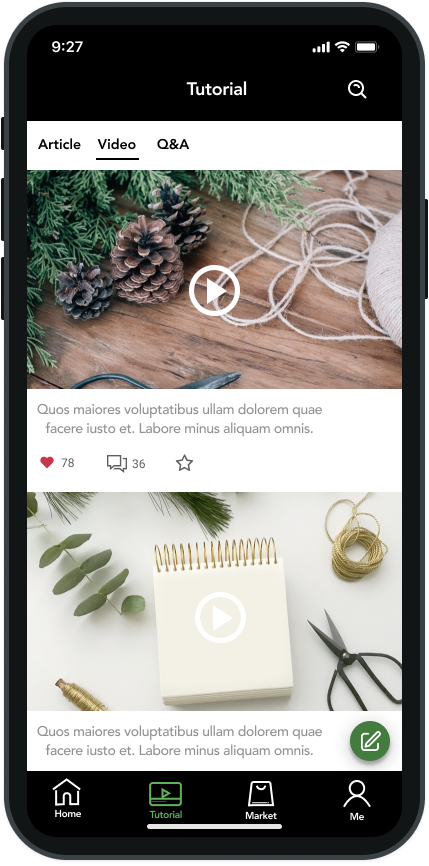 9:27
Tutorial
Article Video Q&A
Quos maiores voluptatibus ullam dolorem quae
facere iusto et. Labore minus aliquam omnis.
78 36
Quos maiores voluptatibus ullam dolorem quae
facere iusto et. Labore minus aliquam omnis.
Home Tutorial Market Me